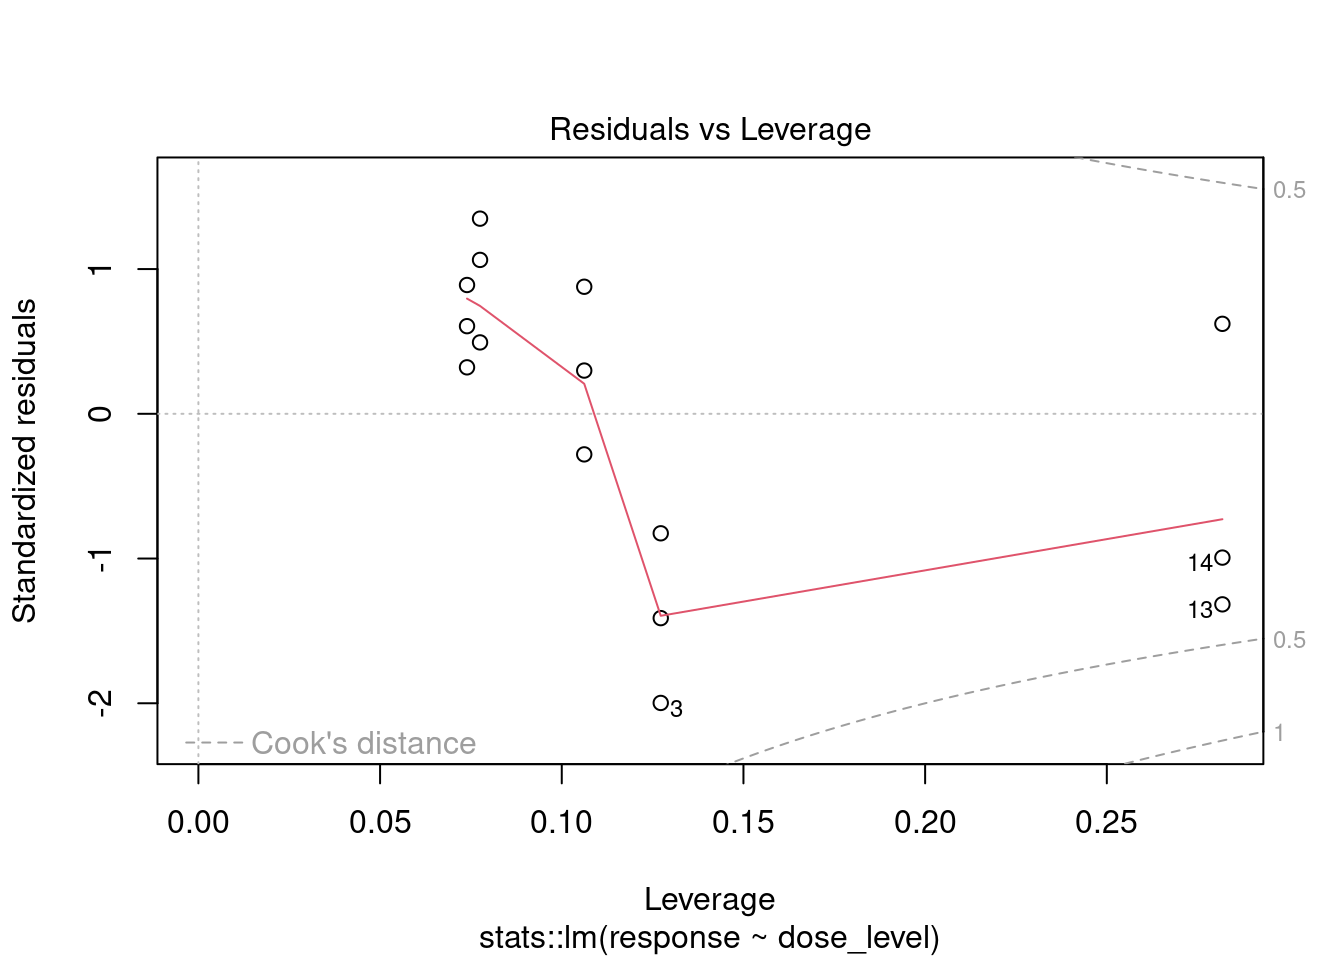 Residuals vs Leverage
Standardized residuals
1
0
-1
-2
0.5
0.5
1
14
13
3
Cook's distance
0.00 0.05 0.10 0.15 0.20 0.25
Leverage
stats::lm(response ~ dose_level)